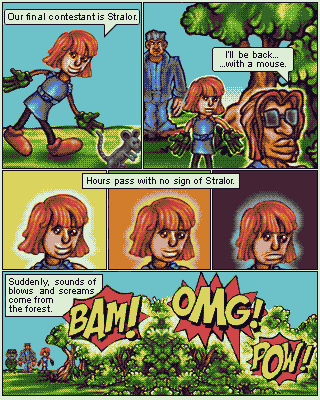 Our final contestant is Stralor.
I'll be back...
...with a mouse.
Hours pass with no sign of Stralor.
Suddenly, sounds of
blows and screams
come from
the forest.
BAM!
OMG!
POW!